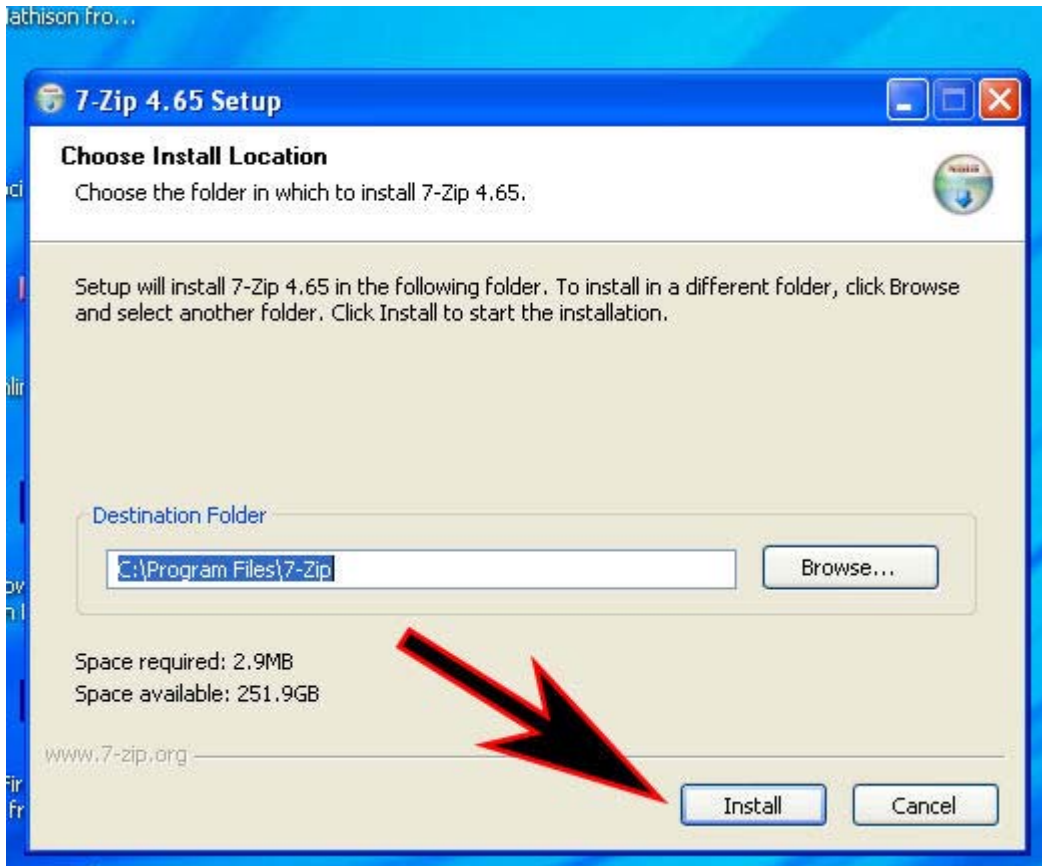 athison fro...
7-Zip 4.65 Setup
Choose Install Location
Choose the folder in which to install 7-Zip 4.65.
Setup will install 7-Zip 4.65 in the following folder. To install in a different folder, click Browse
and select another folder. Click Install to start the installation.
Destination Folder
C:\Program Files\7-Zip
Browse...
Space required: 2.9MB
Space available: 251.9GB
www.7-zip.org
Install
Cancel